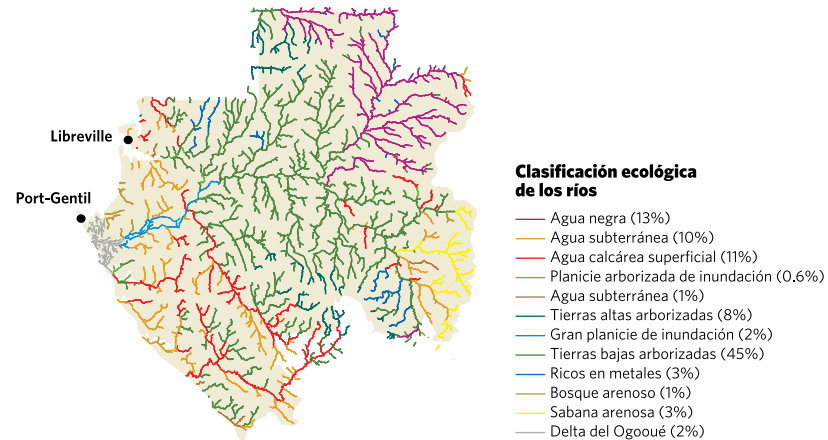 Libreville
Port-Gentil
Clasificación ecológica
de los ríos
Agua negra (13%)
Agua subterránea (10%)
Agua calcárea superficial (11%)
Planicie arborizada de inundación (0.6%)
Agua subterránea (1%)
Tierras altas arborizadas (8%)
Gran planicie de inundación (2%)
Tierras bajas arborizadas (45%)
Ricos en metales (3%)
Bosque arenoso (1%)
Sabana arenosa (3%)
Delta del Ogooué (2%)